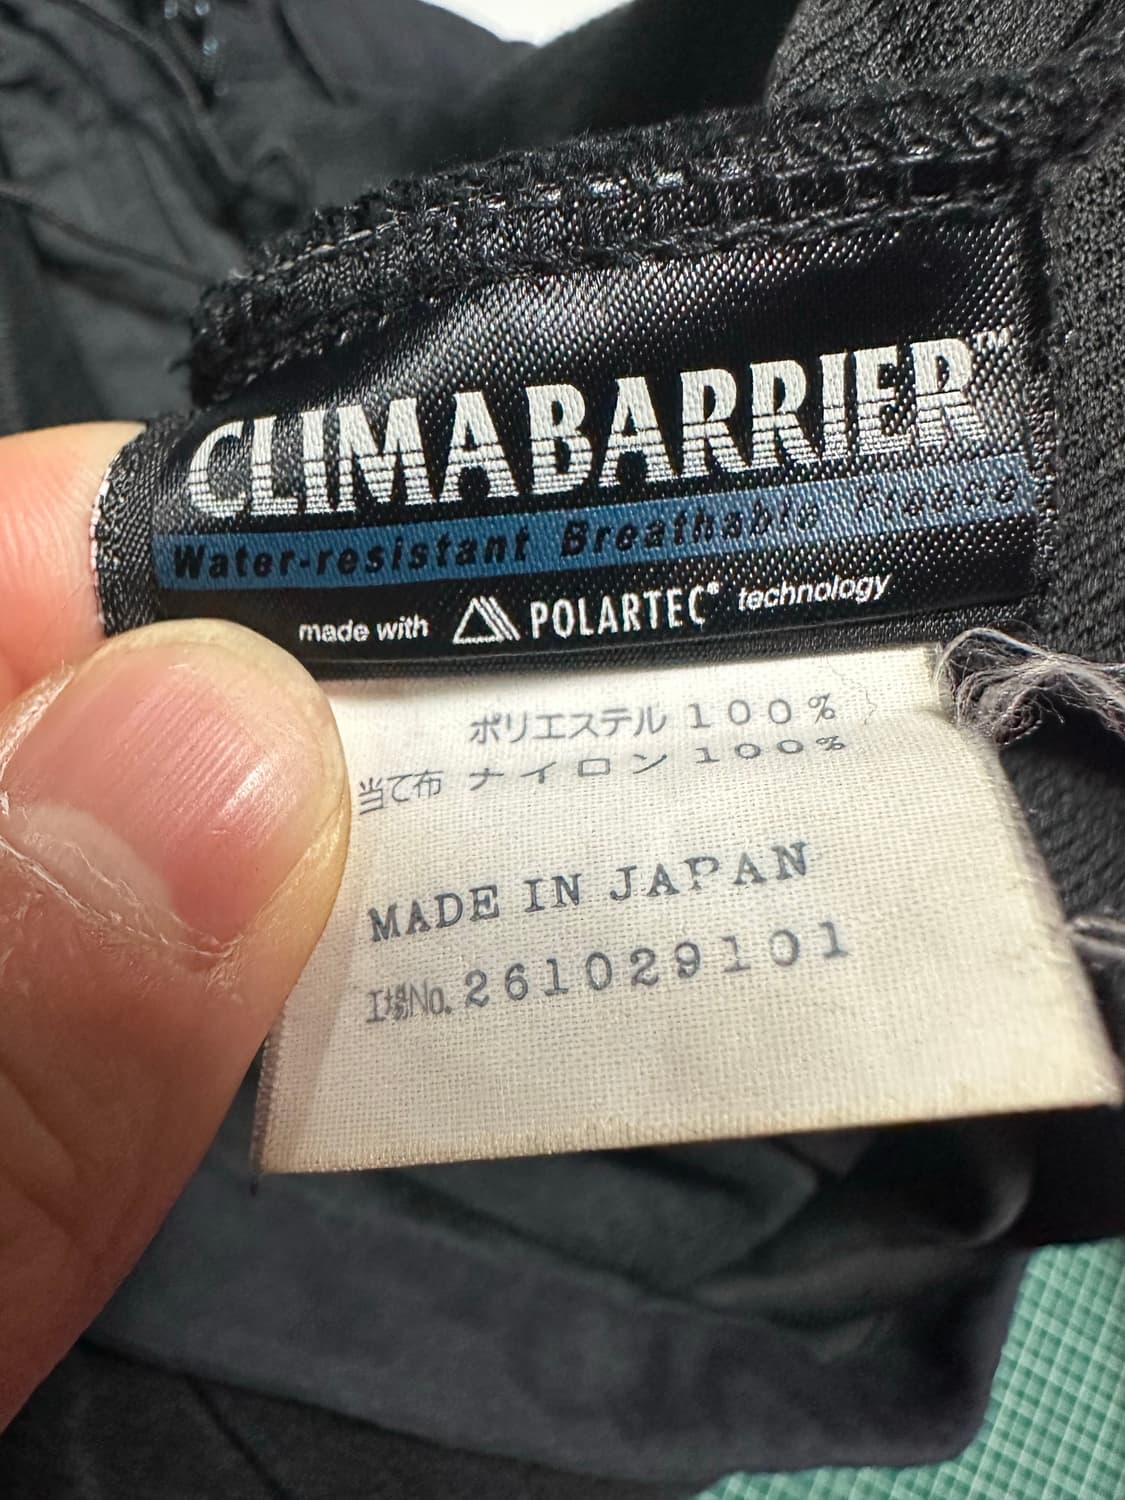 CLIMABARRIER™
Water-resistant Breathable Fleece
made with POLARTEC® technology
ポリエステル 100%
当て布 ナイロン 100%
MADE IN JAPAN
工場No. 261029101